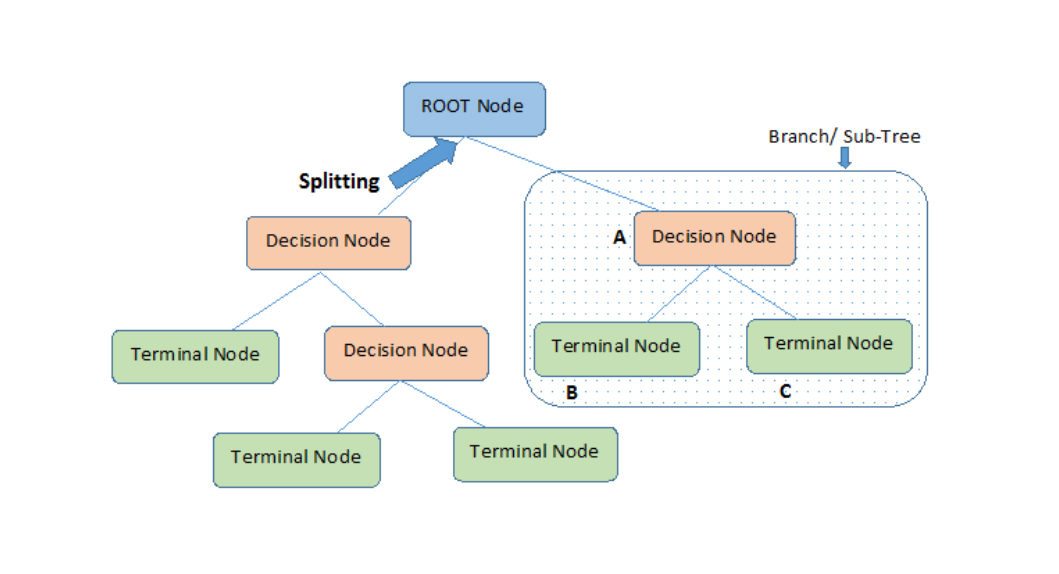 ROOT Node
Branch/ Sub-Tree
Splitting
Decision Node
A
Decision Node
Terminal Node
Decision Node
Terminal Node
Terminal Node
B
C
Terminal Node
Terminal Node